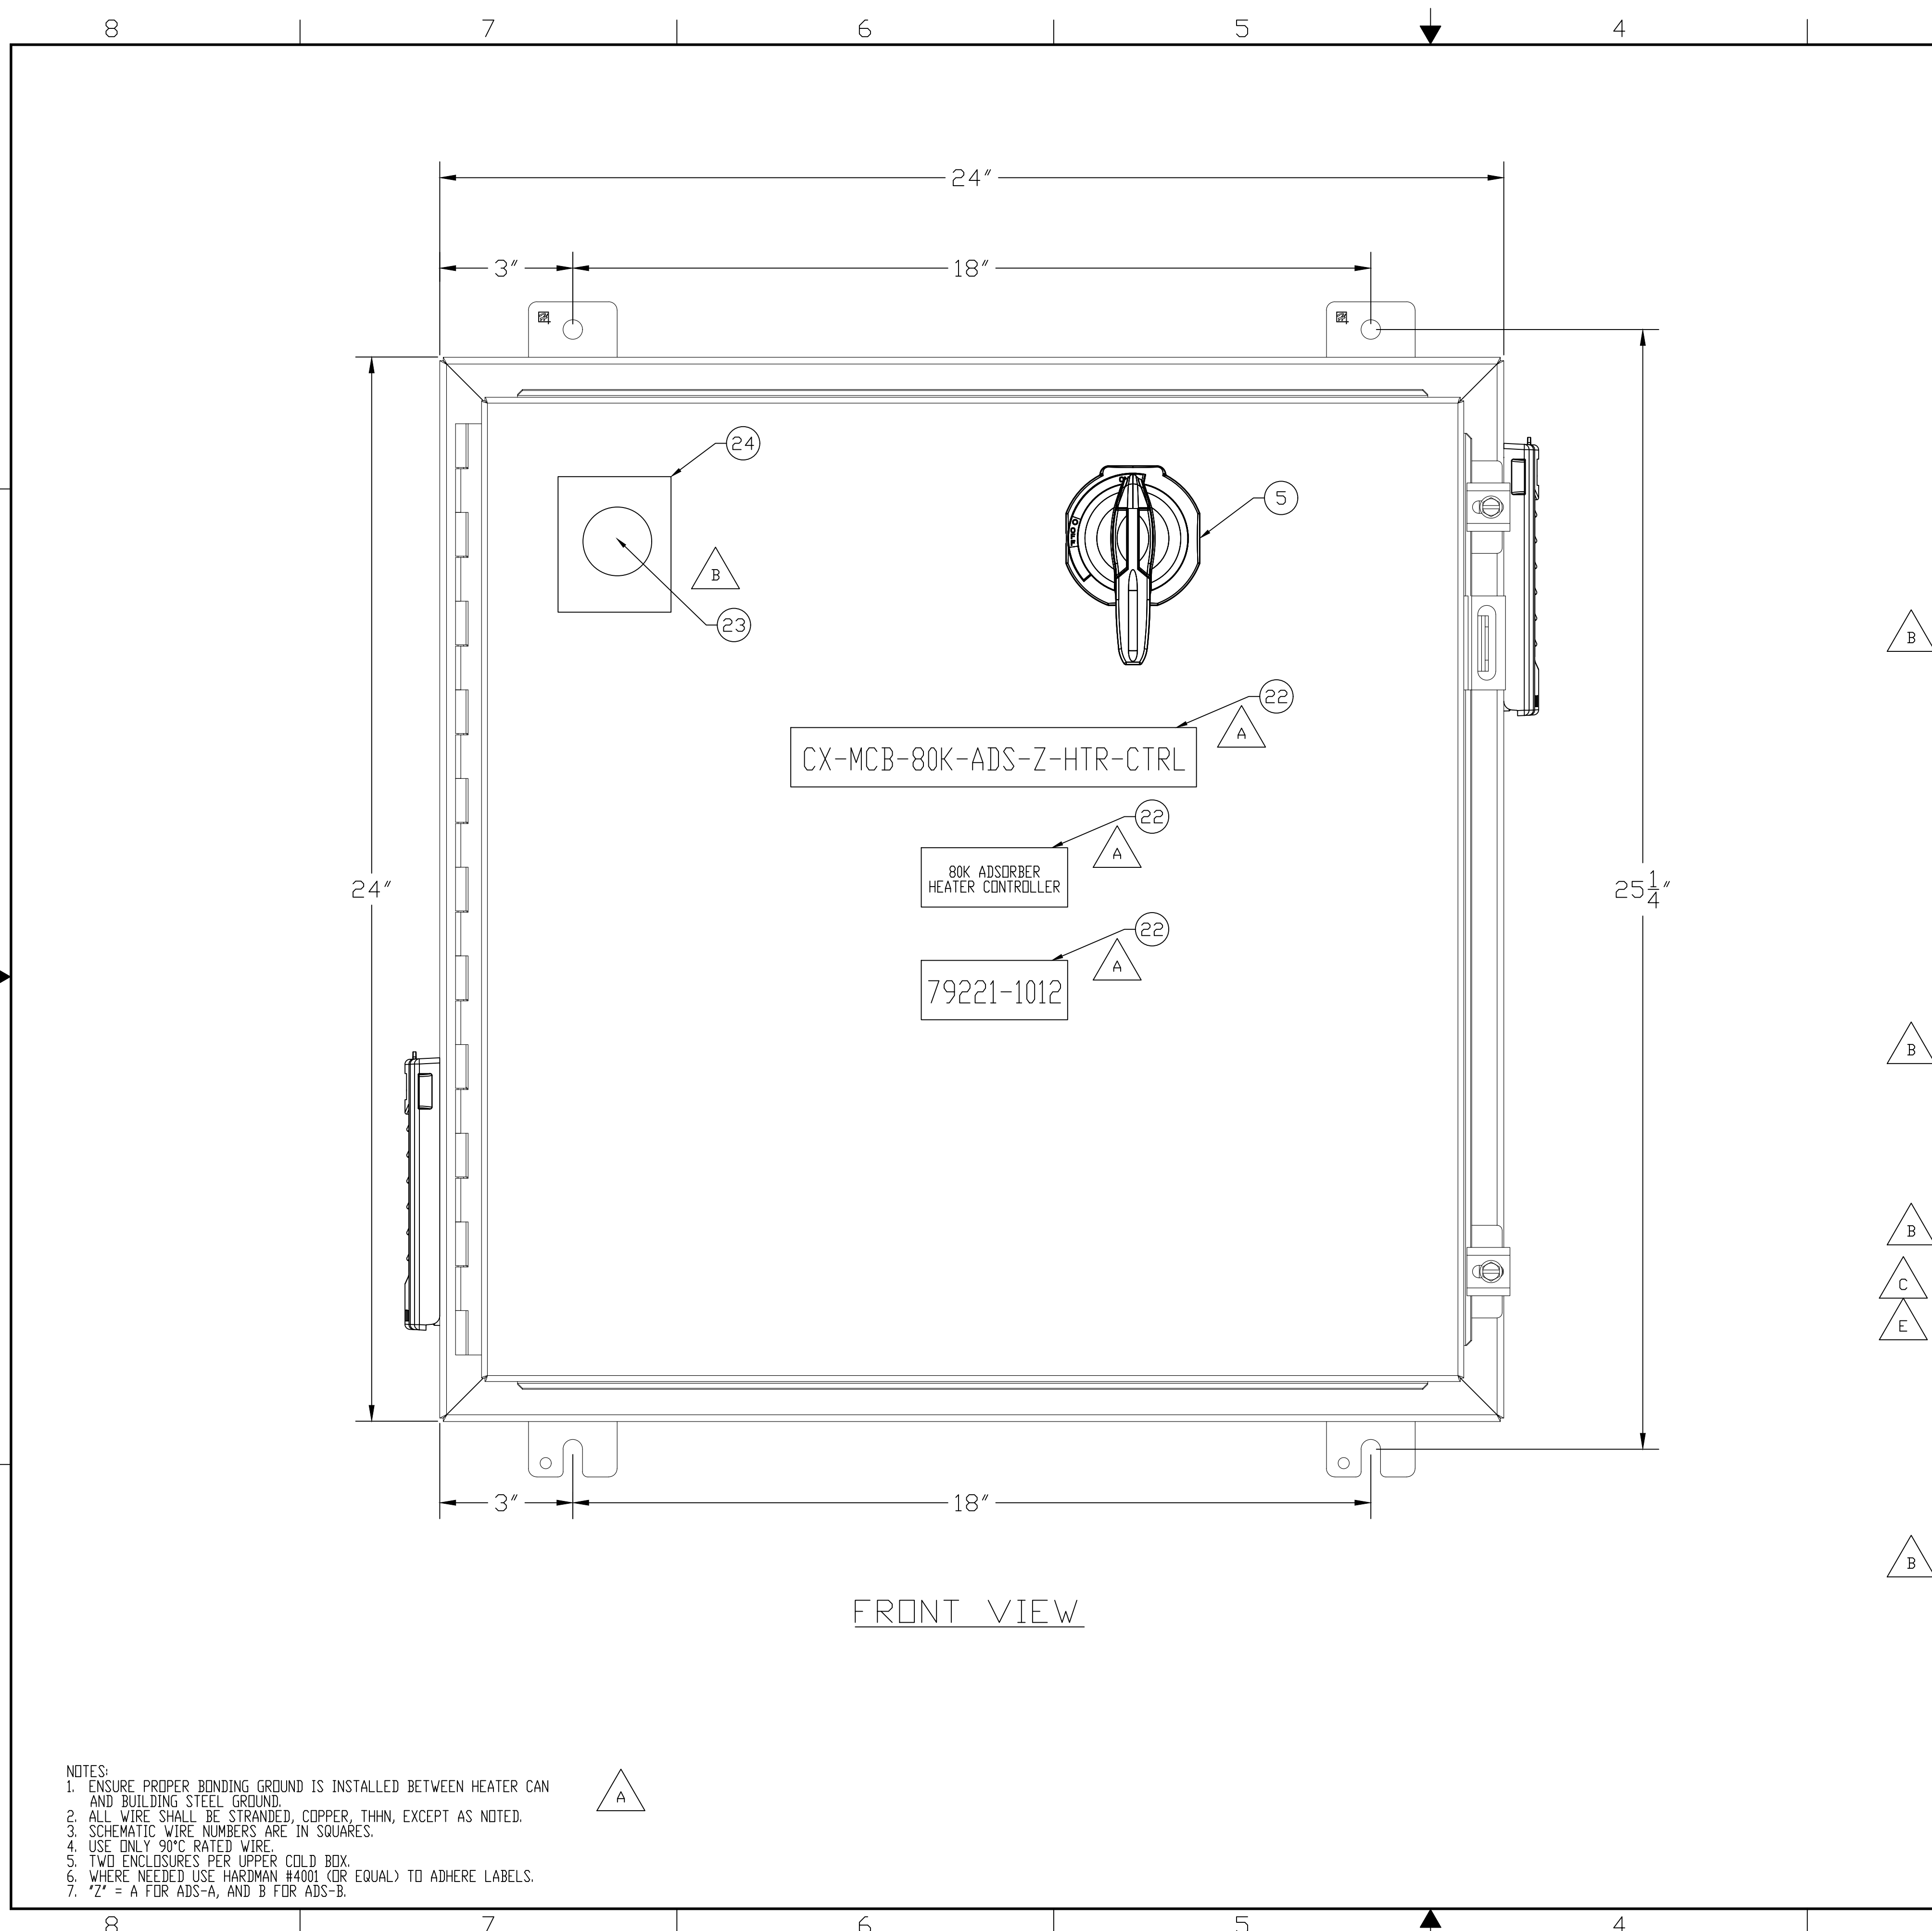 8 7 6 5 4
24"
3" 18"
24
5
B
23
B
22
A
CX-MCB-80K-ADS-Z-HTR-CTRL
22
A
80K ADSORBER
HEATER CONTROLLER
24" 25 1/4"
22
A
79221-1012
B
B
C
E
3" 18"
B
FRONT VIEW
NOTES:
1. ENSURE PROPER BONDING GROUND IS INSTALLED BETWEEN HEATER CAN
AND BUILDING STEEL GROUND.
A
2. ALL WIRE SHALL BE STRANDED, COPPER, THHN, EXCEPT AS NOTED.
3. SCHEMATIC WIRE NUMBERS ARE IN SQUARES.
4. USE ONLY 90°C RATED WIRE.
5. TWO ENCLOSURES PER UPPER COLD BOX.
6. WHERE NEEDED USE HARDMAN #4001 (OR EQUAL) TO ADHERE LABELS.
7. "Z" = A FOR ADS-A, AND B FOR ADS-B.
8 7 6 5 4